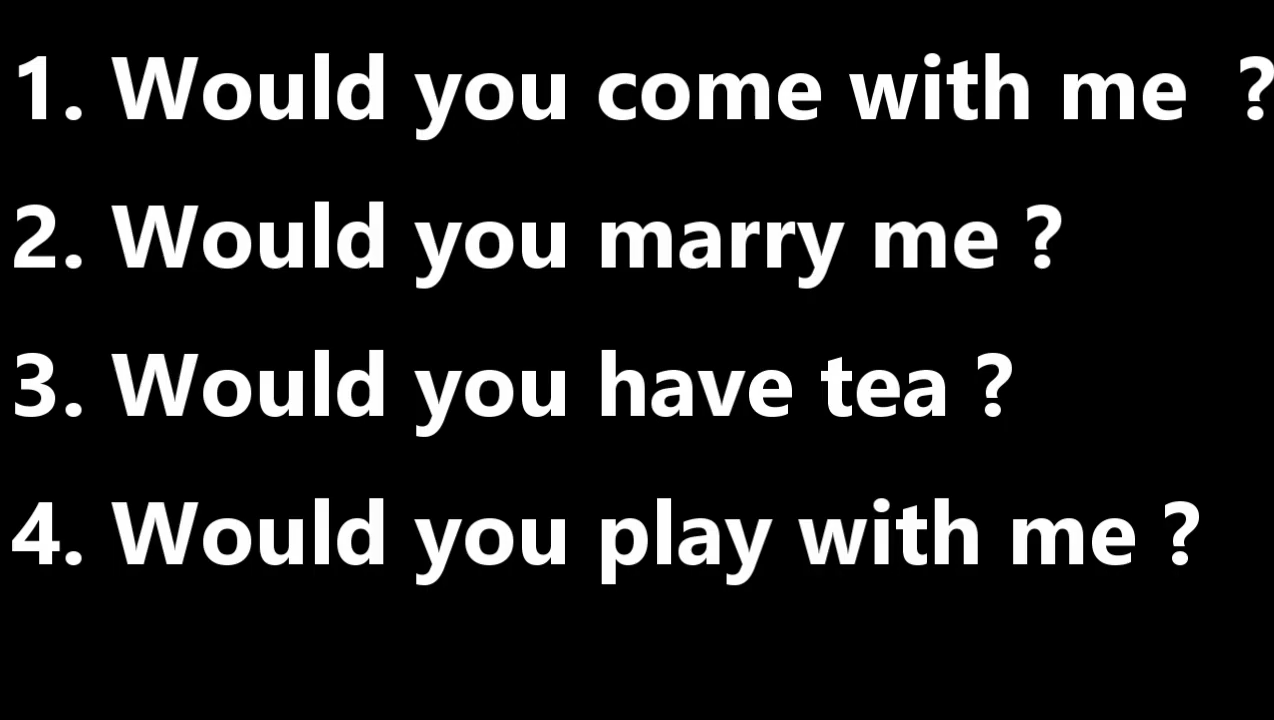 1. Would you come with me  ?
2. Would you marry me ?
3. Would you have tea ?
4. Would you play with me ?